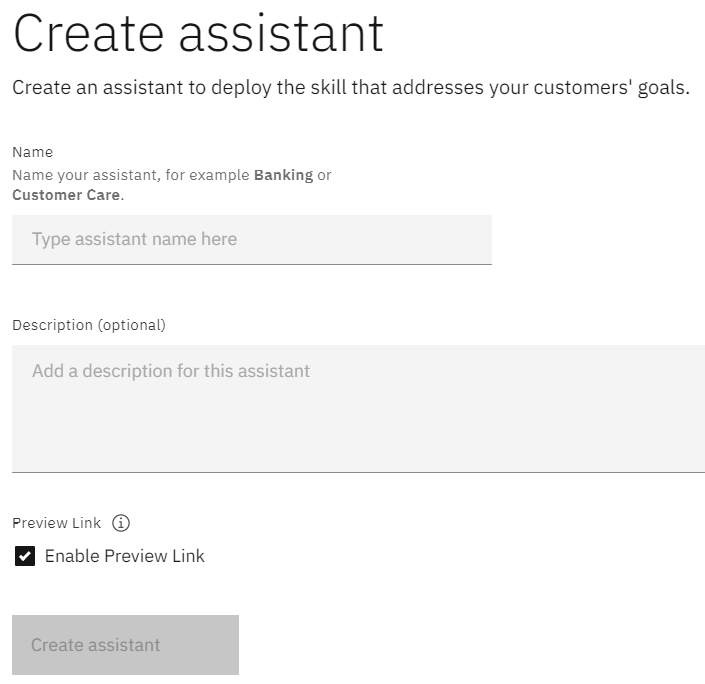 Create assistant
Create an assistant to deploy the skill that addresses your customers' goals.
Name
Name your assistant, for example Banking or
Customer Care.
Type assistant name here
Description (optional)
Add a description for this assistant
Preview Link
Enable Preview Link
Create assistant